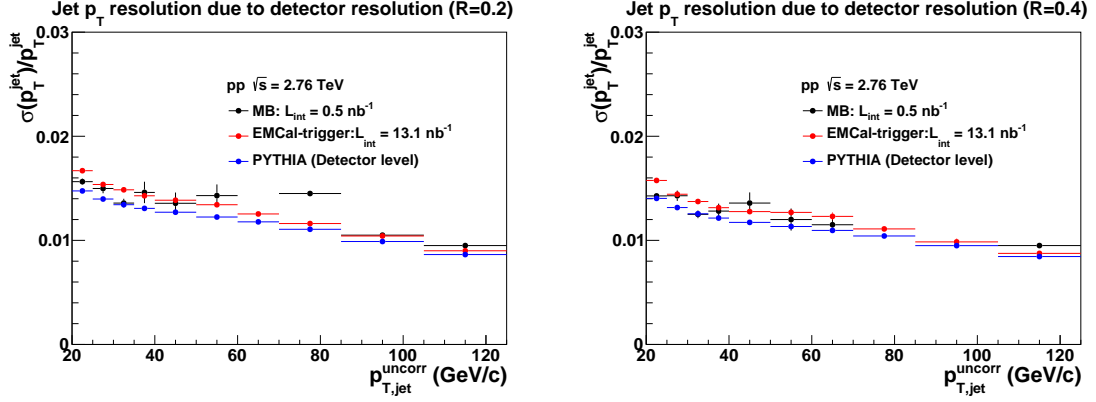 Jet p_T resolution due to detector resolution (R=0.2)
σ(p_T^jet)/p_T^jet
0.03
0.02
0.01
0
pp √s = 2.76 TeV
MB: L_int = 0.5 nb^-1
EMCal-trigger:L_int = 13.1 nb^-1
PYTHIA (Detector level)
20 40 60 80 100 120
p_T,jet^uncorr (GeV/c)
Jet p_T resolution due to detector resolution (R=0.4)
σ(p_T^jet)/p_T^jet
0.03
0.02
0.01
0
pp √s = 2.76 TeV
MB: L_int = 0.5 nb^-1
EMCal-trigger:L_int = 13.1 nb^-1
PYTHIA (Detector level)
20 40 60 80 100 120
p_T,jet^uncorr (GeV/c)